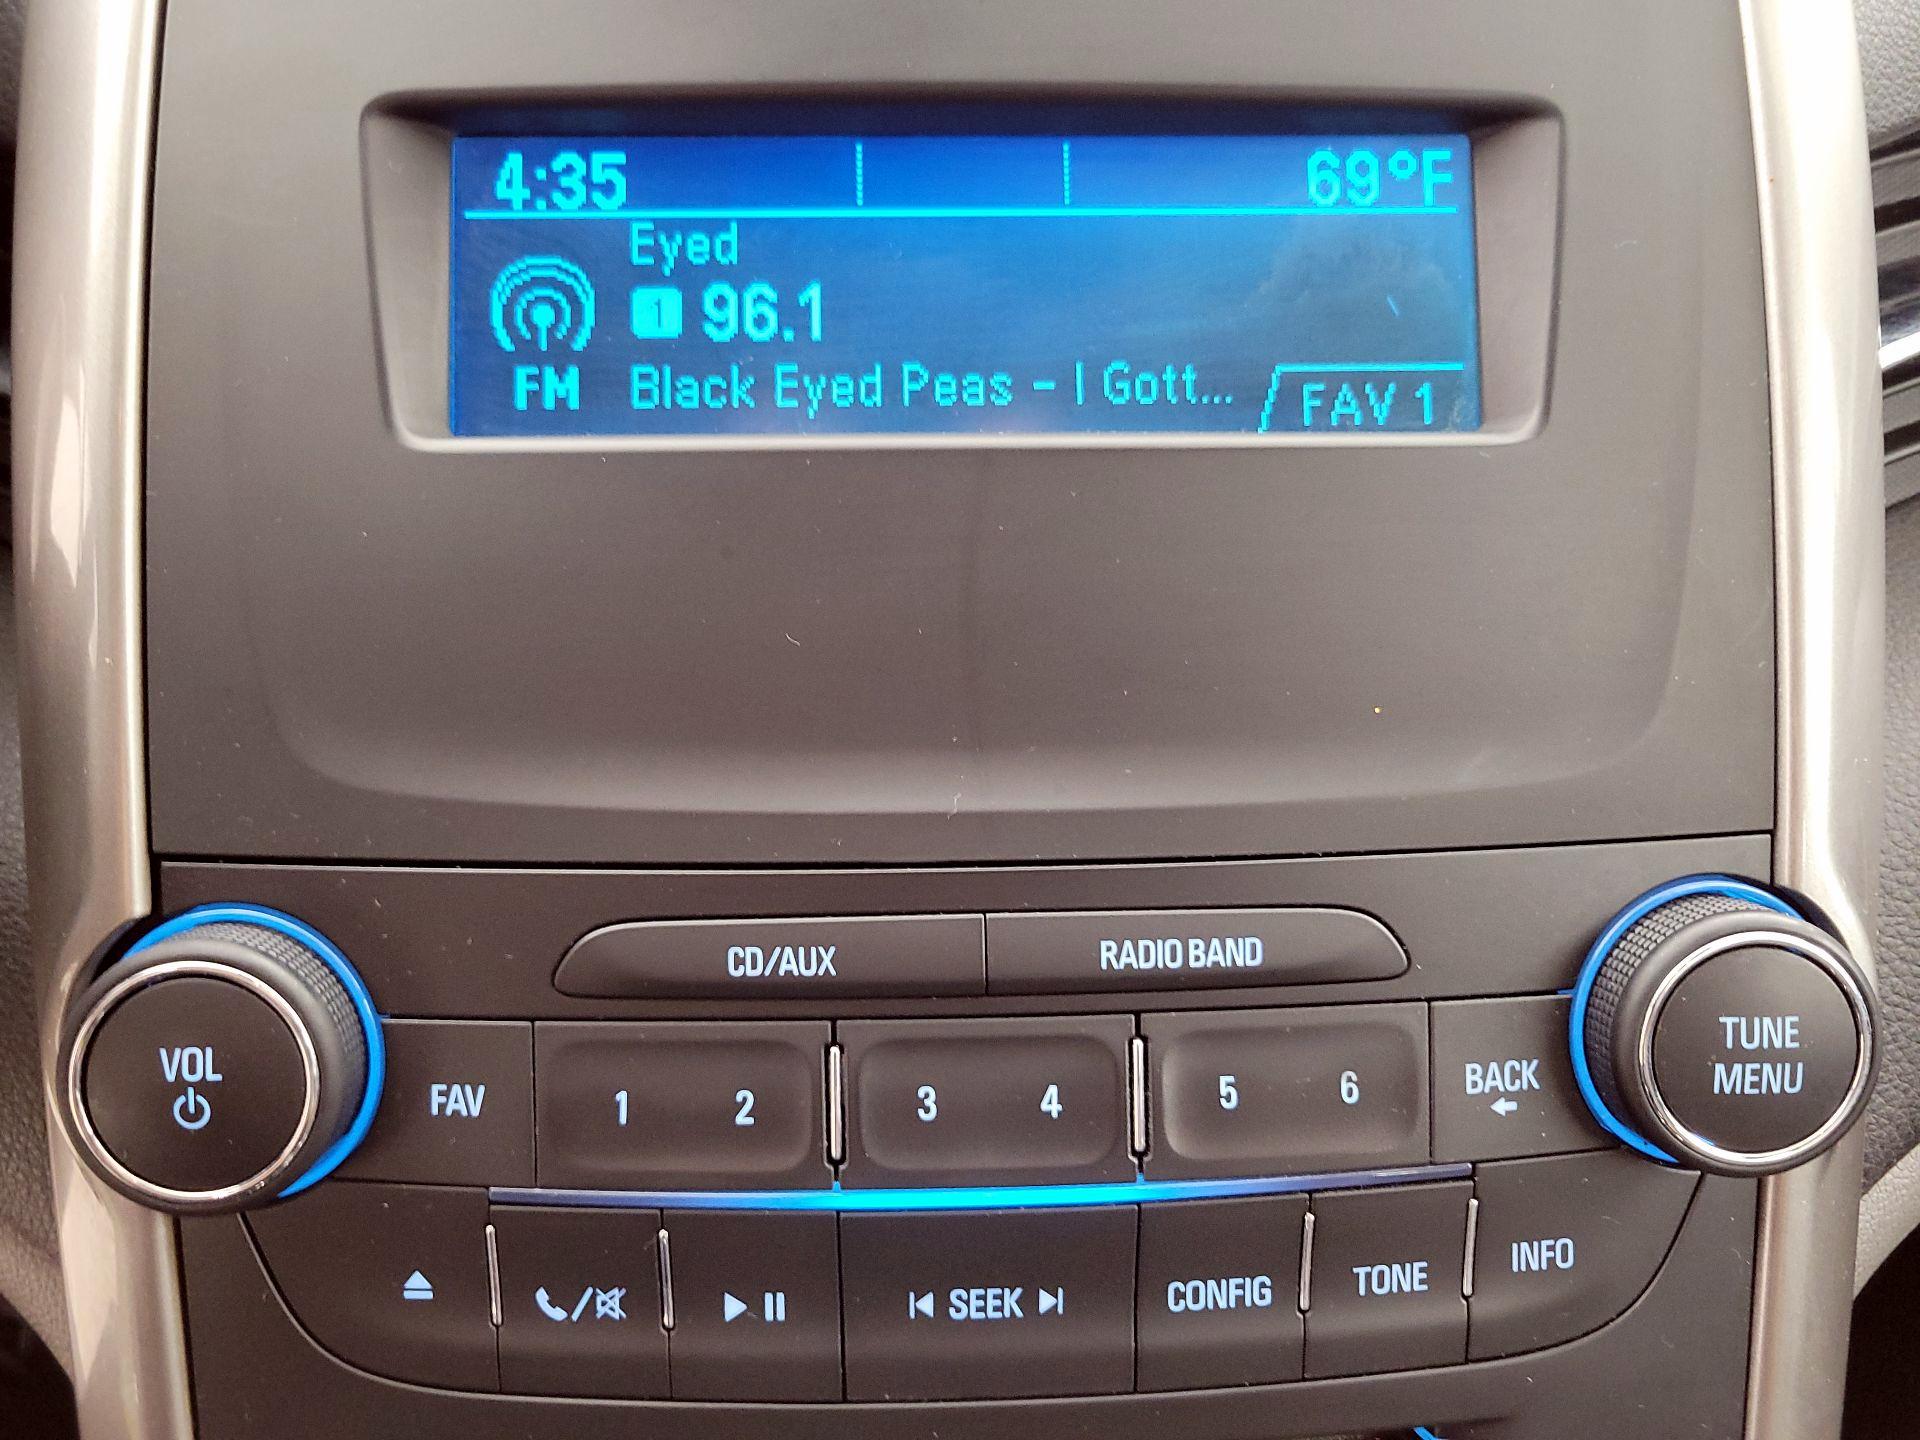 4:35 69°F
Eyed
1 96.1
FM Black Eyed Peas - I Gott... FAV 1
CD/AUX RADIO BAND
VOL FAV 1 2 3 4 5 6 BACK TUNE
MENU
SEEK CONFIG TONE INFO